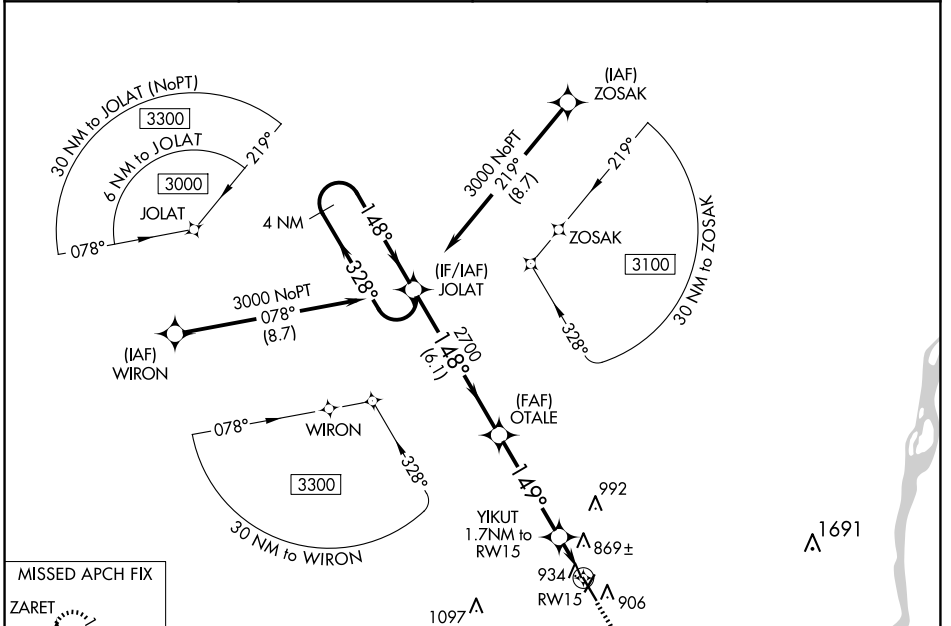 (IAF)
ZOSAK
30 NM to JOLAT (NoPT)
3300
6 NM to JOLAT
3000
219°
JOLAT
078°
3000 NoPT
219°
(8.7)
219°
ZOSAK
3100
30 NM to ZOSAK
328°
4 NM
148°
328°
(IF/IAF)
JOLAT
3000 NoPT
078°
(8.7)
(IAF)
WIRON
2700
148°
(6.1)
(FAF)
OTALE
078°
WIRON
328°
3300
30 NM to WIRON
149°
992
YIKUT
1.7NM to
RW15
869±
1691
934
RW15
906
1097
MISSED APCH FIX
ZARET